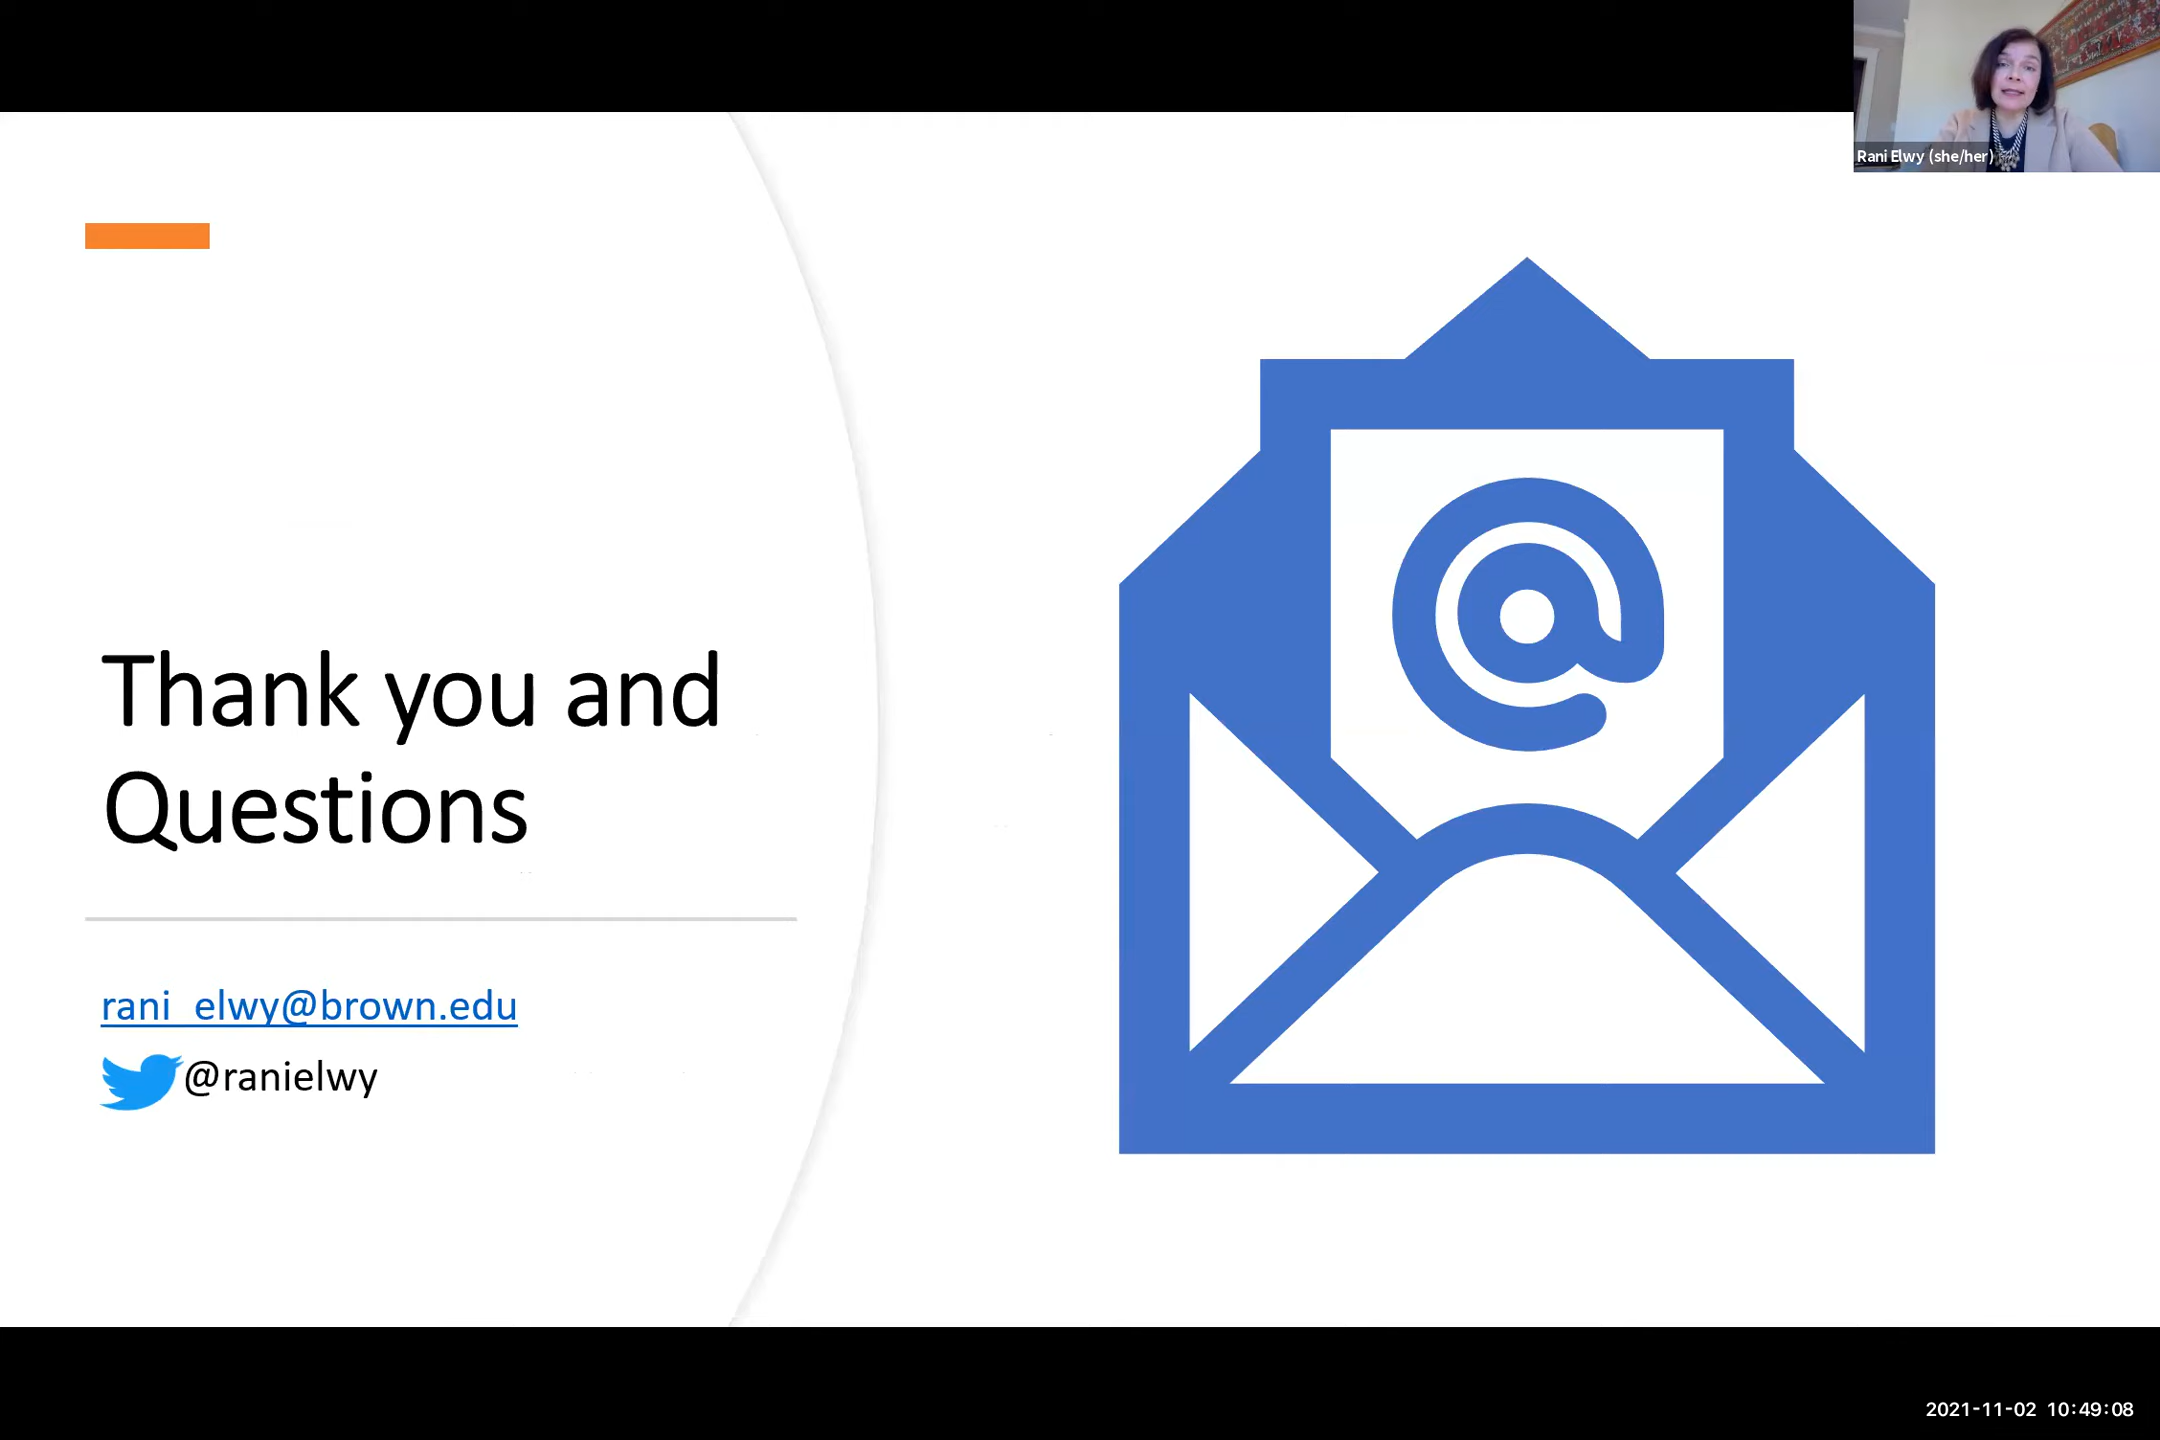 Rani Elwy (she/her)
Thank you and
Questions
rani_elwy@brown.edu
@ranielwy
2021-11-02 10:49:08